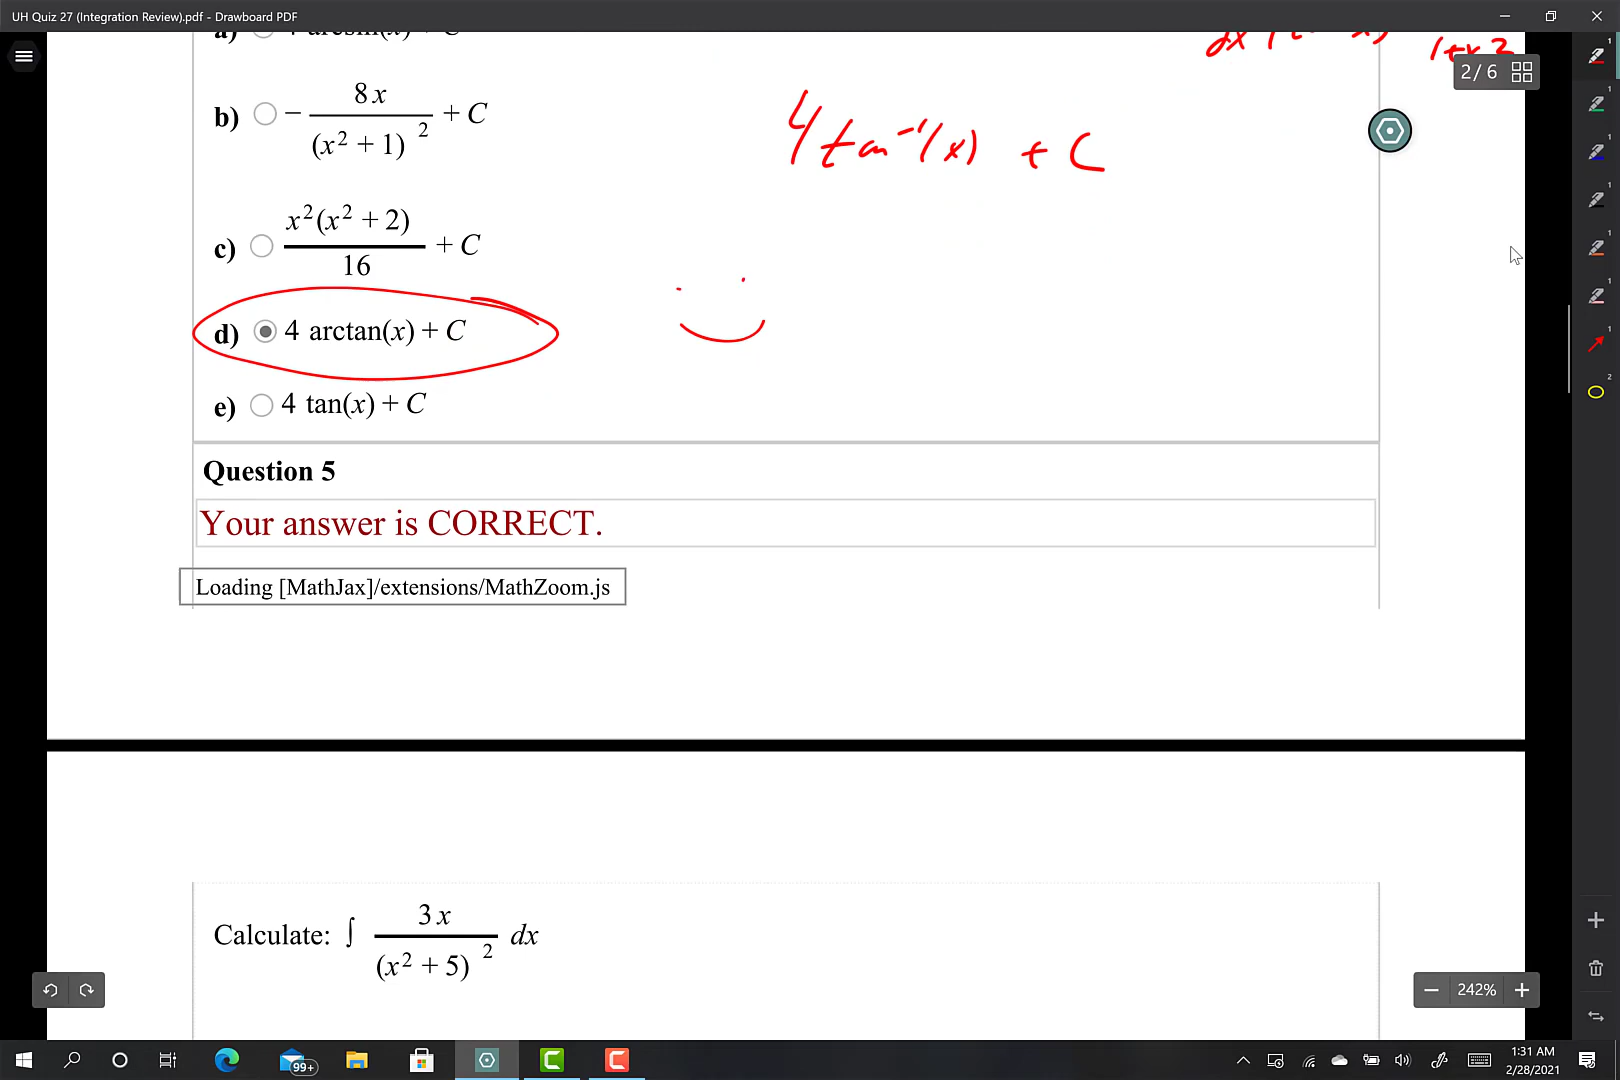 UH Quiz 27 (Integration Review).pdf - Drawboard PDF
2 / 6
b) − 8x / (x² + 1)² + C
4 tan⁻¹(x) + C
c) x²(x² + 2) / 16 + C
d) 4 arctan(x) + C
e) 4 tan(x) + C
Question 5
Your answer is CORRECT.
Loading [MathJax]/extensions/MathZoom.js
Calculate: ∫ 3x / (x² + 5)² dx
242%
99+
1:31 AM
2/28/2021